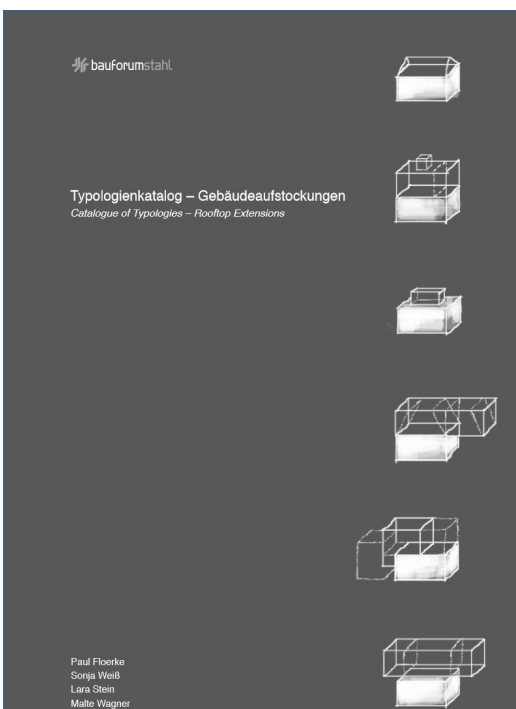 bauforumstahl
Typologienkatalog – Gebäudeaufstockungen
Catalogue of Typologies – Rooftop Extensions
Paul Floerke
Sonja Weiß
Lara Stein
Malte Wagner